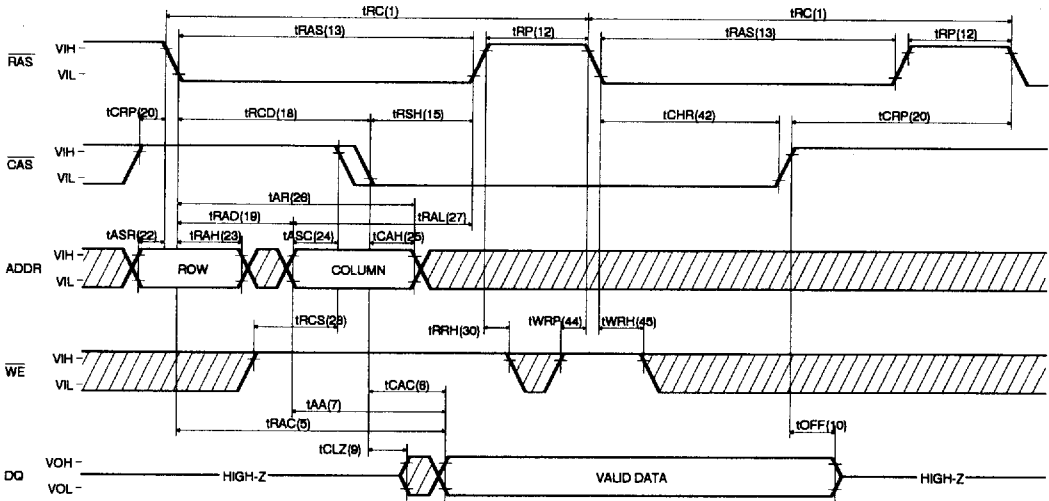 tRC(1) tRC(1)
tRAS(13) tRP(12) tRAS(13) tRP(12)
RAS VIH
VIL
tCRP(20) tRCD(18) tRSH(15) tCHR(42) tCRP(20)
CAS VIH
VIL
tAR(26)
tRAD(19) tRAL(27)
tASR(22) tRAH(23) tASC(24) tCAH(25)
ADDR VIH ROW COLUMN
VIL
tRCS(28) tRRH(30) tWRP(44) tWRH(45)
WE VIH
VIL
tCAC(6)
tAA(7)
tRAC(5)
tCLZ(9) tOFF(10)
DQ VOH HIGH-Z VALID DATA HIGH-Z
VOL